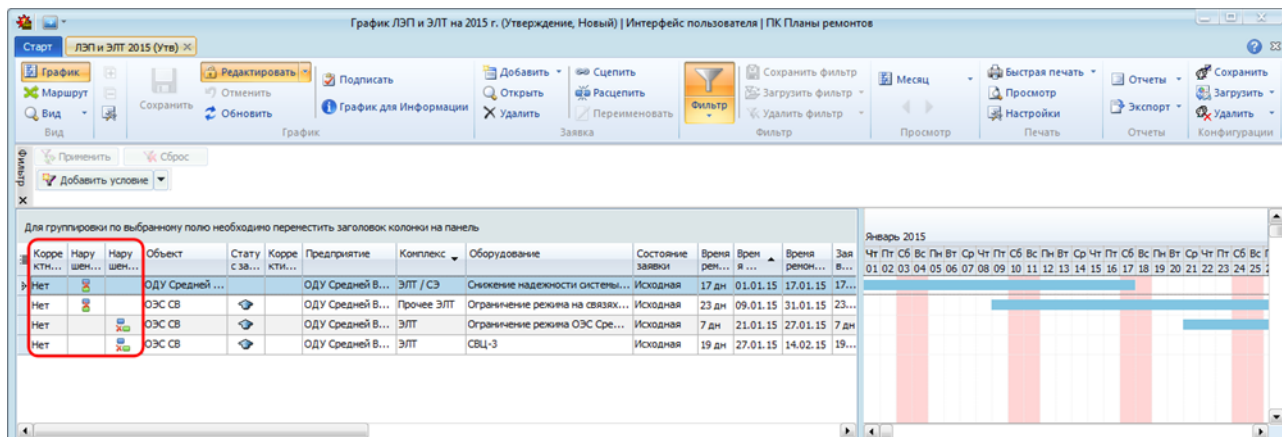 График ЛЭП и ЭЛТ на 2015 г. (Утверждение, Новый) | Интерфейс пользователя | ПК Планы ремонтов
Старт ЛЭП и ЭЛТ 2015 (Утв)
График Редактировать Подписать Добавить Сцепить Сохранить фильтр Месяц Быстрая печать Отчеты Сохранить
Маршрут Сохранить Отменить График для Информации Открыть Расцепить Фильтр Загрузить фильтр Просмотр Экспорт Загрузить
Вид Обновить Удалить Переименовать Удалить фильтр Настройки Удалить
Вид График Заявка Фильтр Просмотр Печать Отчеты Конфигурации
Фильтр
Применить Сброс
Добавить условие
Для группировки по выбранному полю необходимо перенестить заголовок колонки на панель
Январь 2015
Корре Нару Нару Объект Стату Корре Предприятие Комплекс Оборудование Состояние Время Врем Время Зая
ктн... шен... шен... с за... кти... заявки рен... я ... ремон... в...
Чт Пт Сб Вс Пн Вт Ср Чт Пт Сб Вс Пн Вт Ср Чт Пт Сб Вс Пн Вт Ср Чт Пт Сб Вс
01 02 03 04 05 06 07 08 09 10 11 12 13 14 15 16 17 18 19 20 21 22 23 24 25
Нет ОДУ Средней ... ОДУ Средней В... ЭЛТ / СЭ Снижение надежности системы... Исходная 17 дн 01.01.15 17.01.15 17...
Нет ОЭС СВ ОДУ Средней В... Прочее ЭЛТ Ограничение режима на связях... Исходная 23 дн 09.01.15 31.01.15 23...
Нет ОЭС СВ ОДУ Средней В... ЭЛТ Ограничение режима ОЭС Сре... Исходная 7 дн 21.01.15 27.01.15 7 дн
Нет ОЭС СВ ОДУ Средней В... ЭЛТ СВЦ-3 Исходная 19 дн 27.01.15 14.02.15 19...